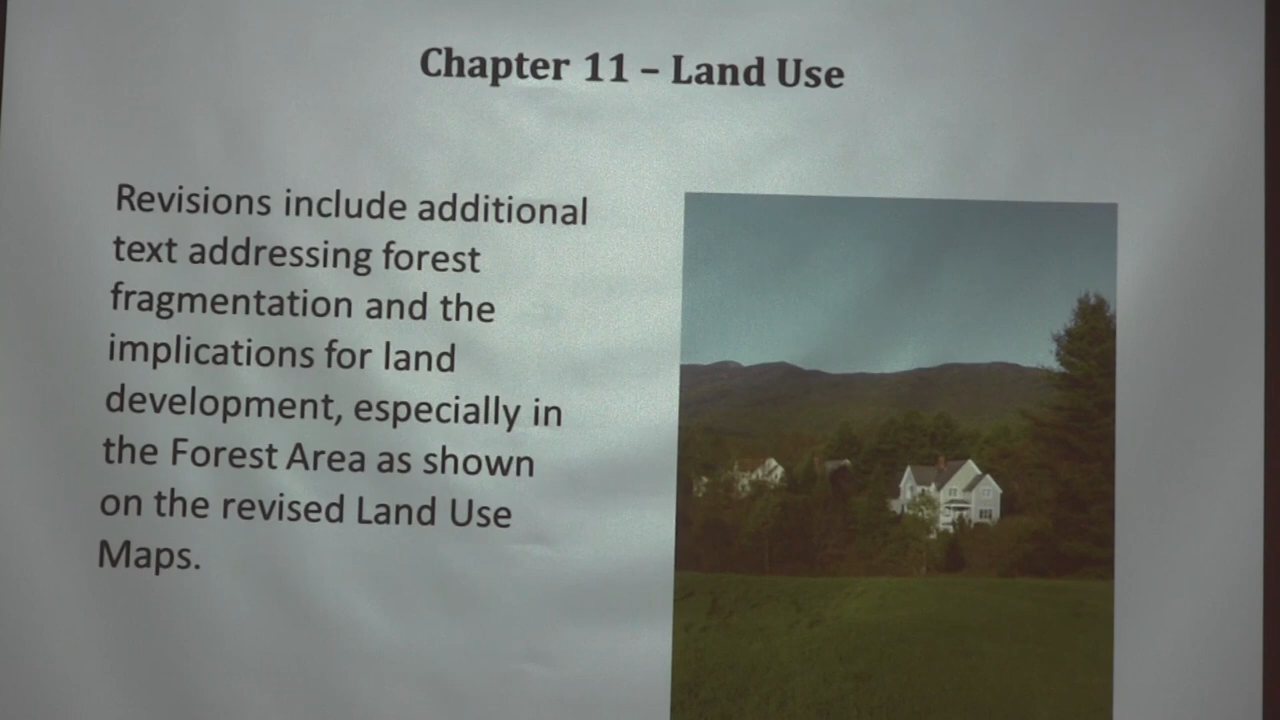 Chapter 11 – Land Use
Revisions include additional
text addressing forest
fragmentation and the
implications for land
development, especially in
the Forest Area as shown
on the revised Land Use
Maps.